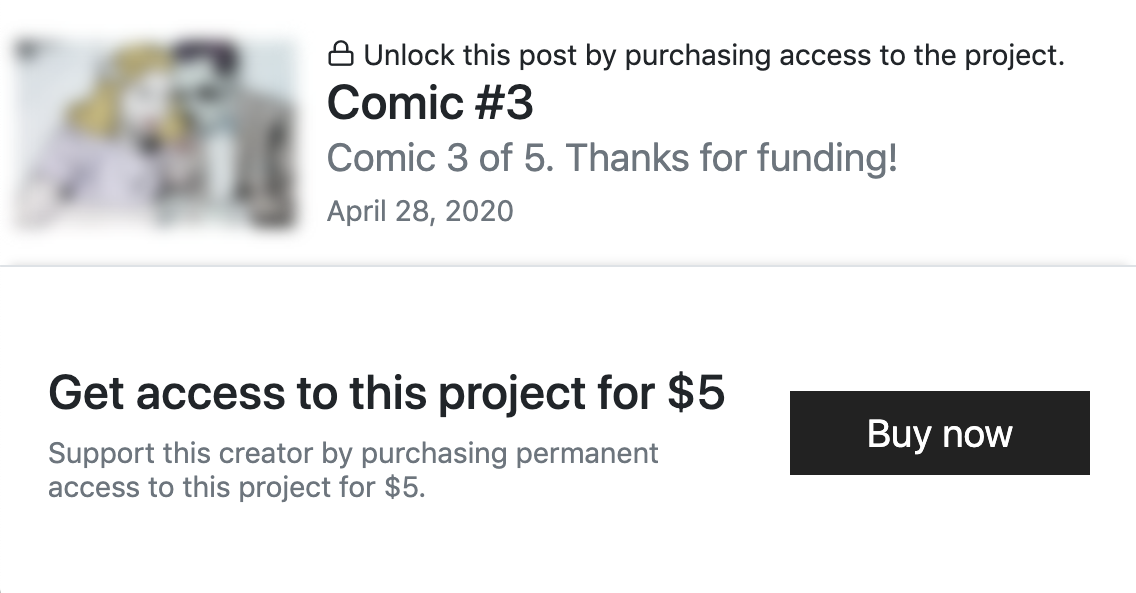 Unlock this post by purchasing access to the project.
Comic #3
Comic 3 of 5. Thanks for funding!
April 28, 2020
Get access to this project for $5
Support this creator by purchasing permanent
access to this project for $5.
Buy now